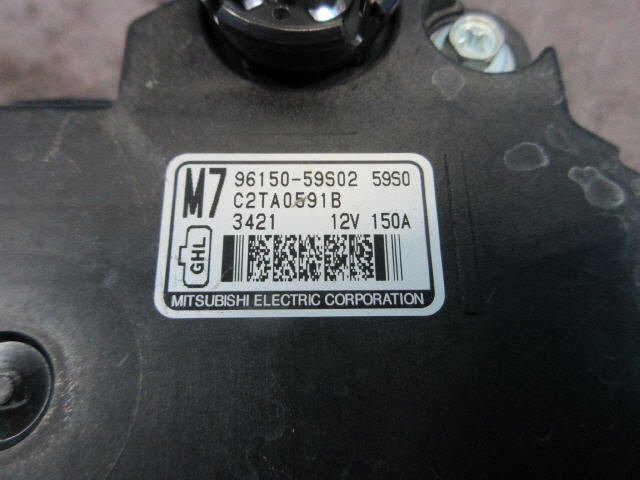 M7 96150-59S02 59S0
C2TA0591B
3421 12V 150A
GHL
MITSUBISHI ELECTRIC CORPORATION